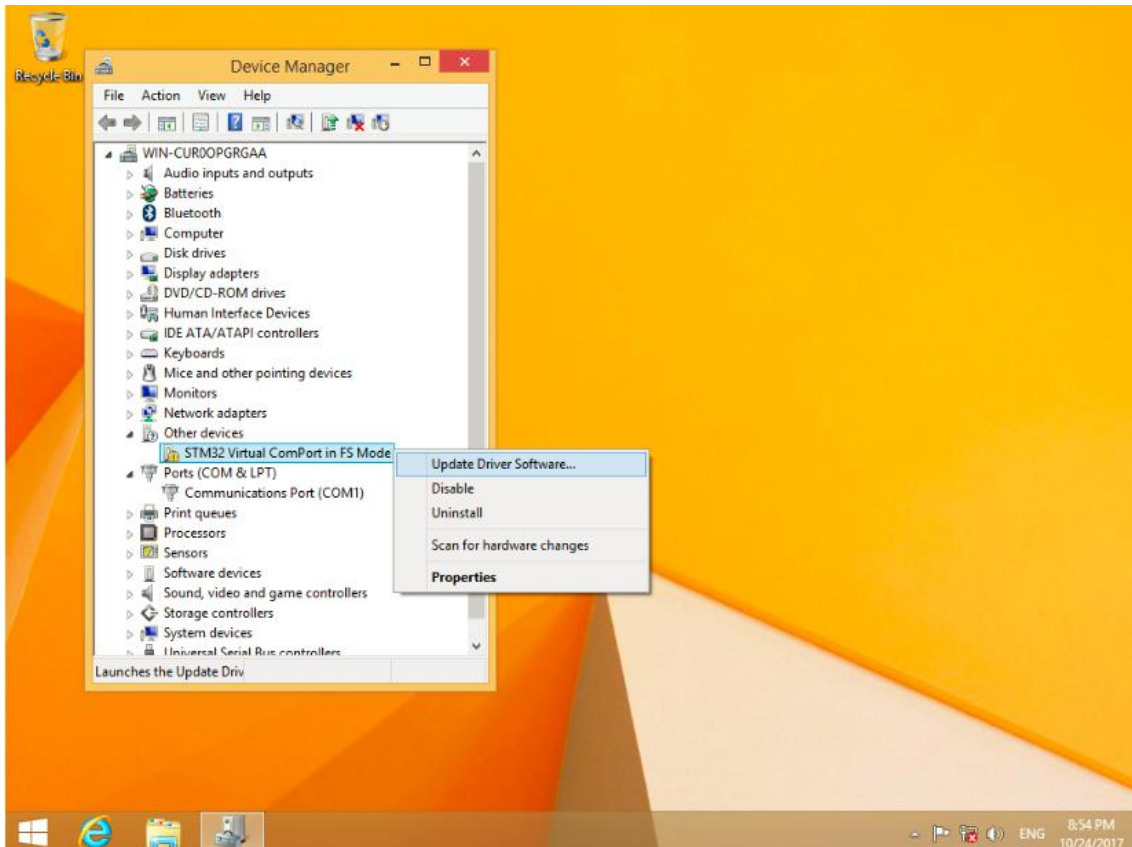 Recycle Bin
Device Manager
File Action View Help
WIN-CUR0OPGRGAA
Audio inputs and outputs
Batteries
Bluetooth
Computer
Disk drives
Display adapters
DVD/CD-ROM drives
Human Interface Devices
IDE ATA/ATAPI controllers
Keyboards
Mice and other pointing devices
Monitors
Network adapters
Other devices
STM32 Virtual ComPort in FS Mode
Ports (COM & LPT)
Communications Port (COM1)
Print queues
Processors
Sensors
Software devices
Sound, video and game controllers
Storage controllers
System devices
Universal Serial Bus controllers
Launches the Update Driv
Update Driver Software...
Disable
Uninstall
Scan for hardware changes
Properties
ENG
8:54 PM
10/24/2017